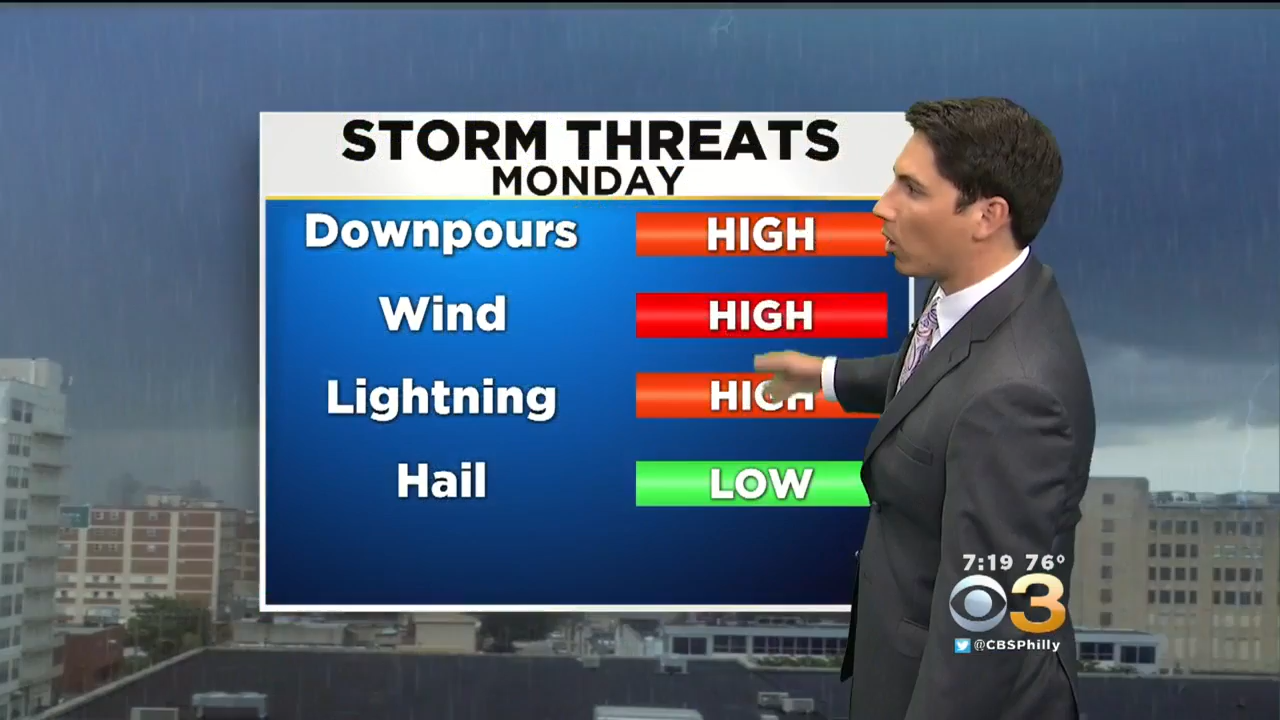 STORM THREATS
MONDAY
Downpours HIGH
Wind HIGH
Lightning HIGH
Hail LOW
7:19 76°
3
@CBSPhilly